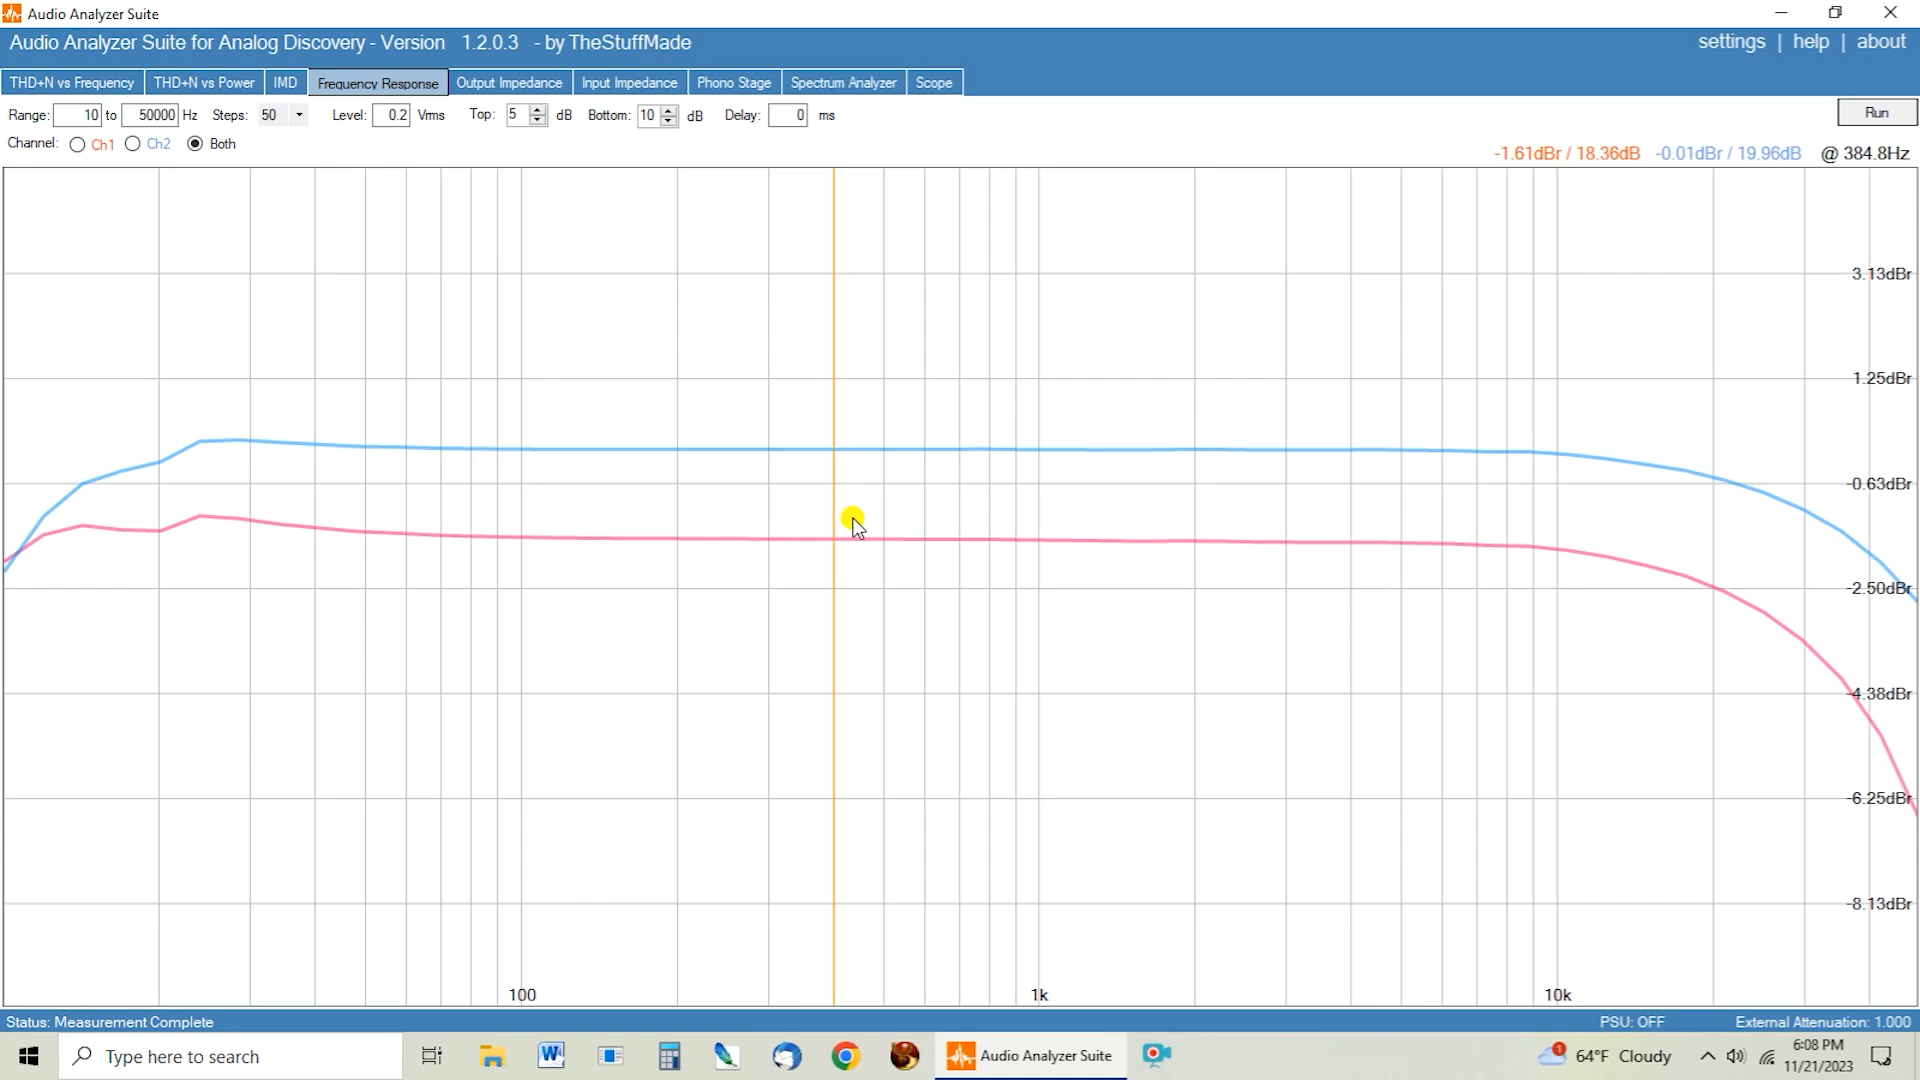 Audio Analyzer Suite
Audio Analyzer Suite for Analog Discovery - Version 1.2.0.3 - by TheStuffMade
settings | help | about
THD+N vs Frequency THD+N vs Power IMD Frequency Response Output Impedance Input Impedance Phono Stage Spectrum Analyzer Scope
Range: 10 to 50000 Hz Steps: 50 Level: 0.2 Vrms Top: 5 dB Bottom: 10 dB Delay: 0 ms
Run
Channel: Ch1 Ch2 Both
-1.61dBr / 18.36dB -0.01dBr / 19.96dB @ 384.8Hz
3.13dBr
1.25dBr
-0.63dBr
-2.50dBr
-4.38dBr
-6.25dBr
-8.13dBr
100 1k 10k
Status: Measurement Complete PSU: OFF External Attenuation: 1.000
Type here to search
W
Audio Analyzer Suite
1
64°F Cloudy
6:08 PM
11/21/2023